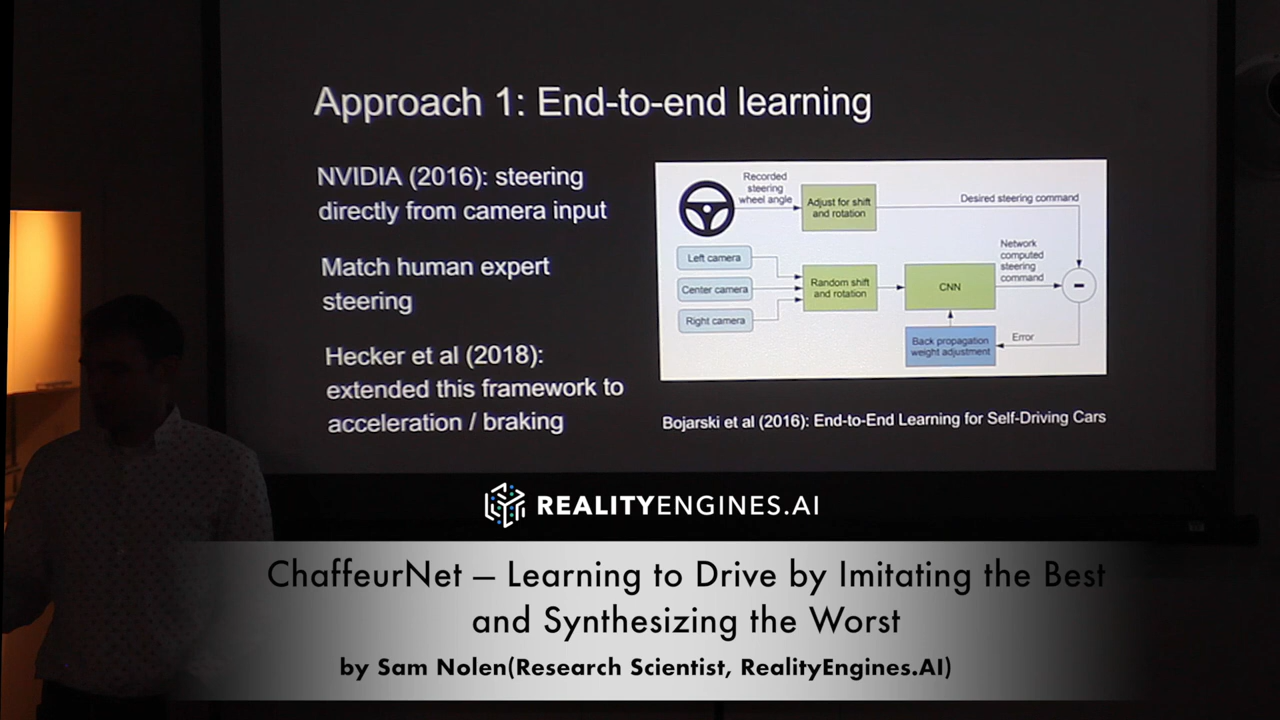 Approach 1: End-to-end learning
NVIDIA (2016): steering
directly from camera input
Match human expert
steering
Hecker et al (2018):
extended this framework to
acceleration / braking
Recorded
steering
wheel angle
Adjust for shift
and rotation
Desired steering command
Left camera
Center camera
Right camera
Random shift
and rotation
CNN
Network
computed
steering
command
-
Back propagation
weight adjustment
Error
Bojarski et al (2016): End-to-End Learning for Self-Driving Cars
REALITYENGINES.AI
ChaffeurNet — Learning to Drive by Imitating the Best
and Synthesizing the Worst
by Sam Nolen(Research Scientist, RealityEngines.AI)